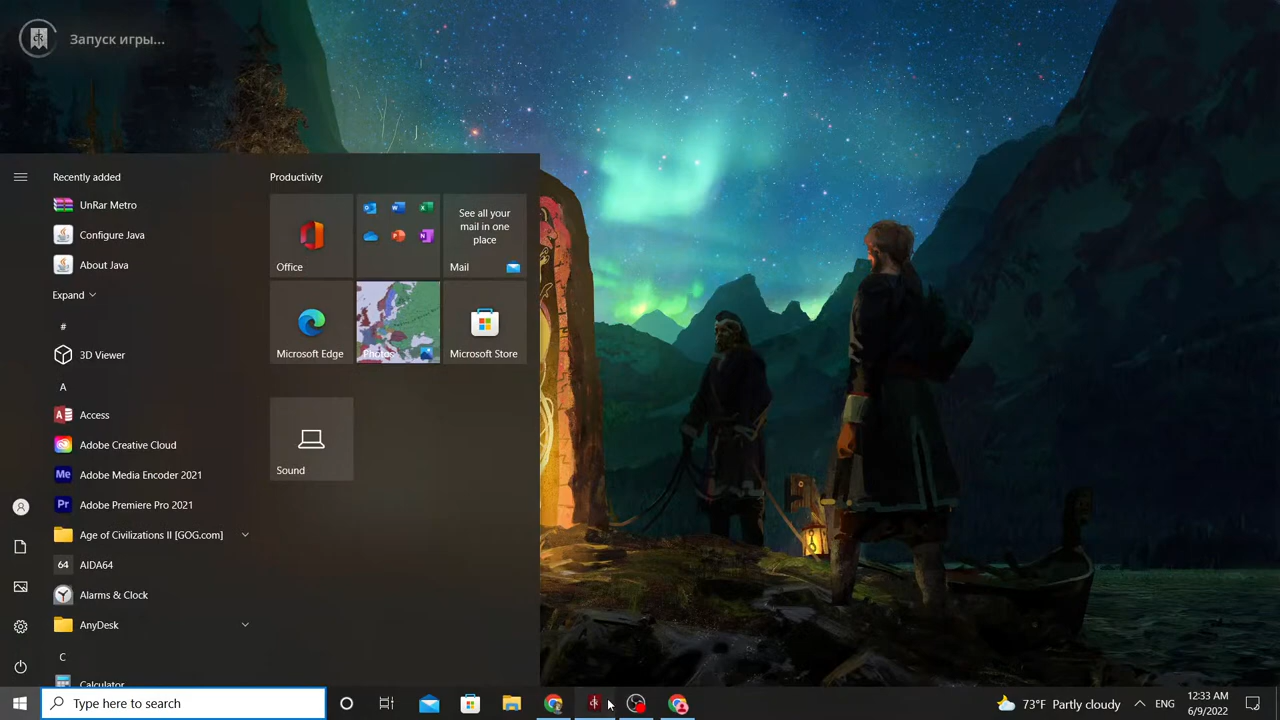 Запуск игры...
Recently added
UnRar Metro
Configure Java
About Java
Expand
#
3D Viewer
A
Access
Adobe Creative Cloud
Adobe Media Encoder 2021
Adobe Premiere Pro 2021
Age of Civilizations II [GOG.com]
64 AIDA64
Alarms & Clock
AnyDesk
C
Calculator
Productivity
Office
See all your
mail in one
place
Mail
Microsoft Edge
Photos
Microsoft Store
Sound
Type here to search
73°F Partly cloudy
ENG
12:33 AM
6/9/2022